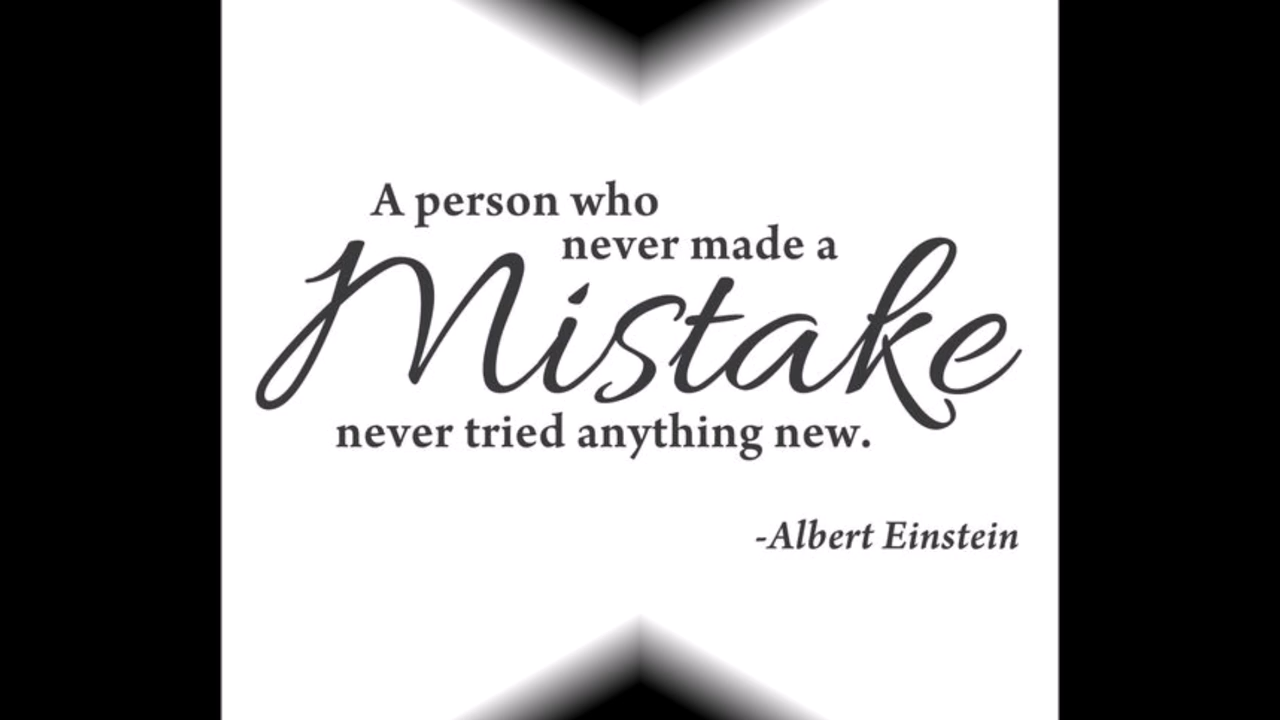 A person who
never made a
Mistake
never tried anything new.
-Albert Einstein